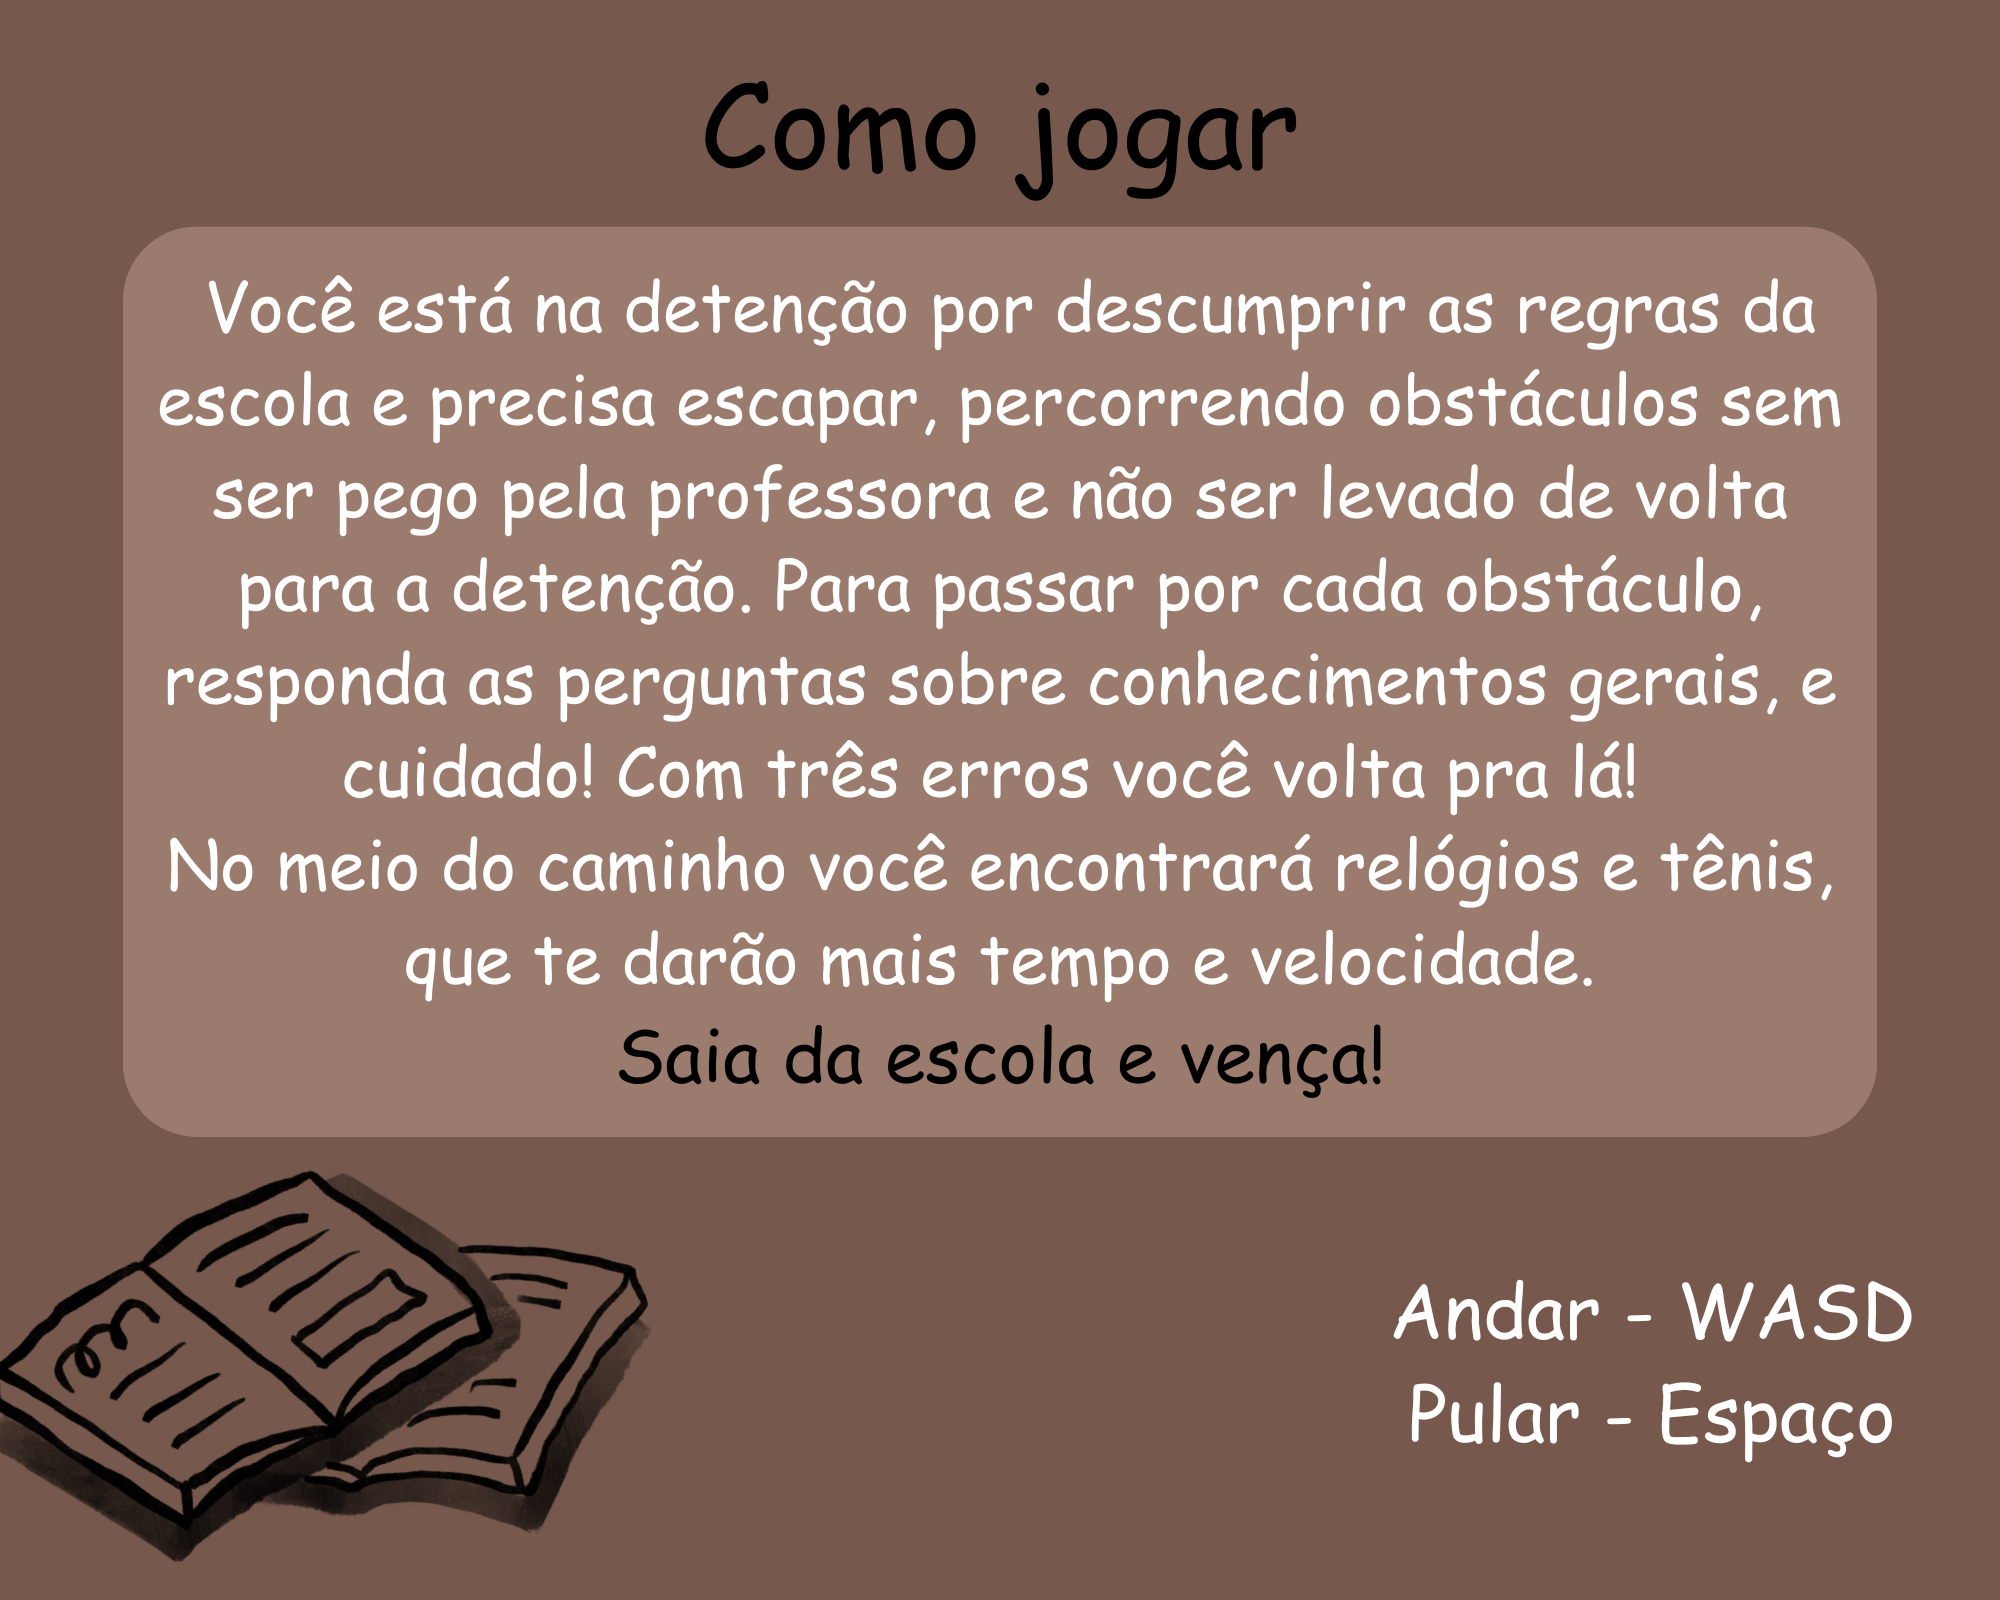 Como jogar
Você está na detenção por descumprir as regras da
escola e precisa escapar, percorrendo obstáculos sem
ser pego pela professora e não ser levado de volta
para a detenção. Para passar por cada obstáculo,
responda as perguntas sobre conhecimentos gerais, e
cuidado! Com três erros você volta pra lá!
No meio do caminho você encontrará relógios e tênis,
que te darão mais tempo e velocidade.
Saia da escola e vença!
Andar - WASD
Pular - Espaço